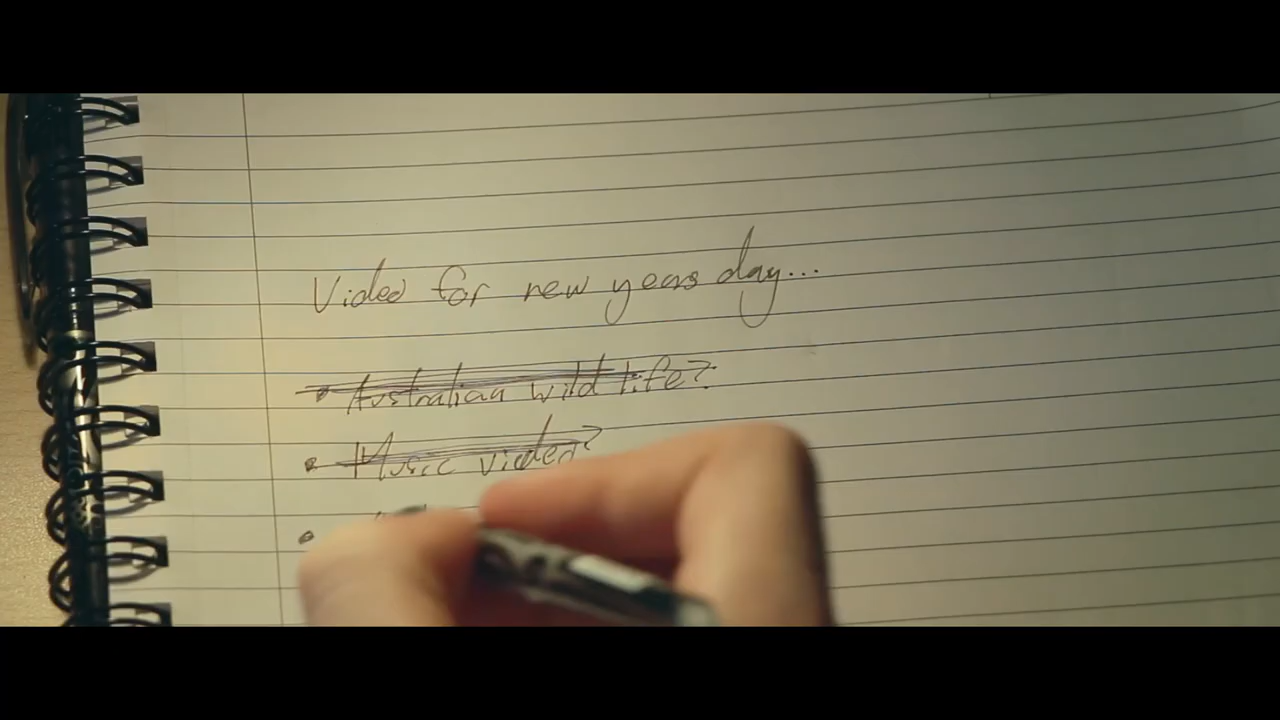 Video for new years day...
• Australian wild life?
• Music video?
•